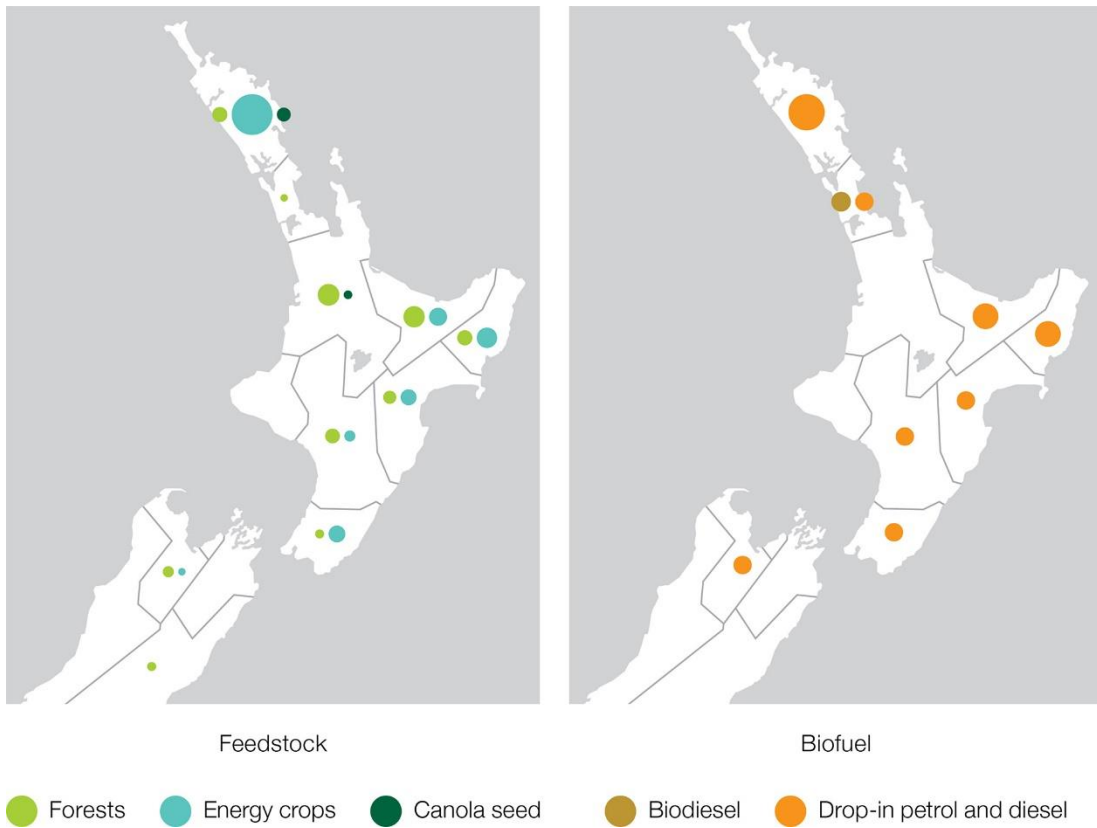 Feedstock
Biofuel
Forests
Energy crops
Canola seed
Biodiesel
Drop-in petrol and diesel